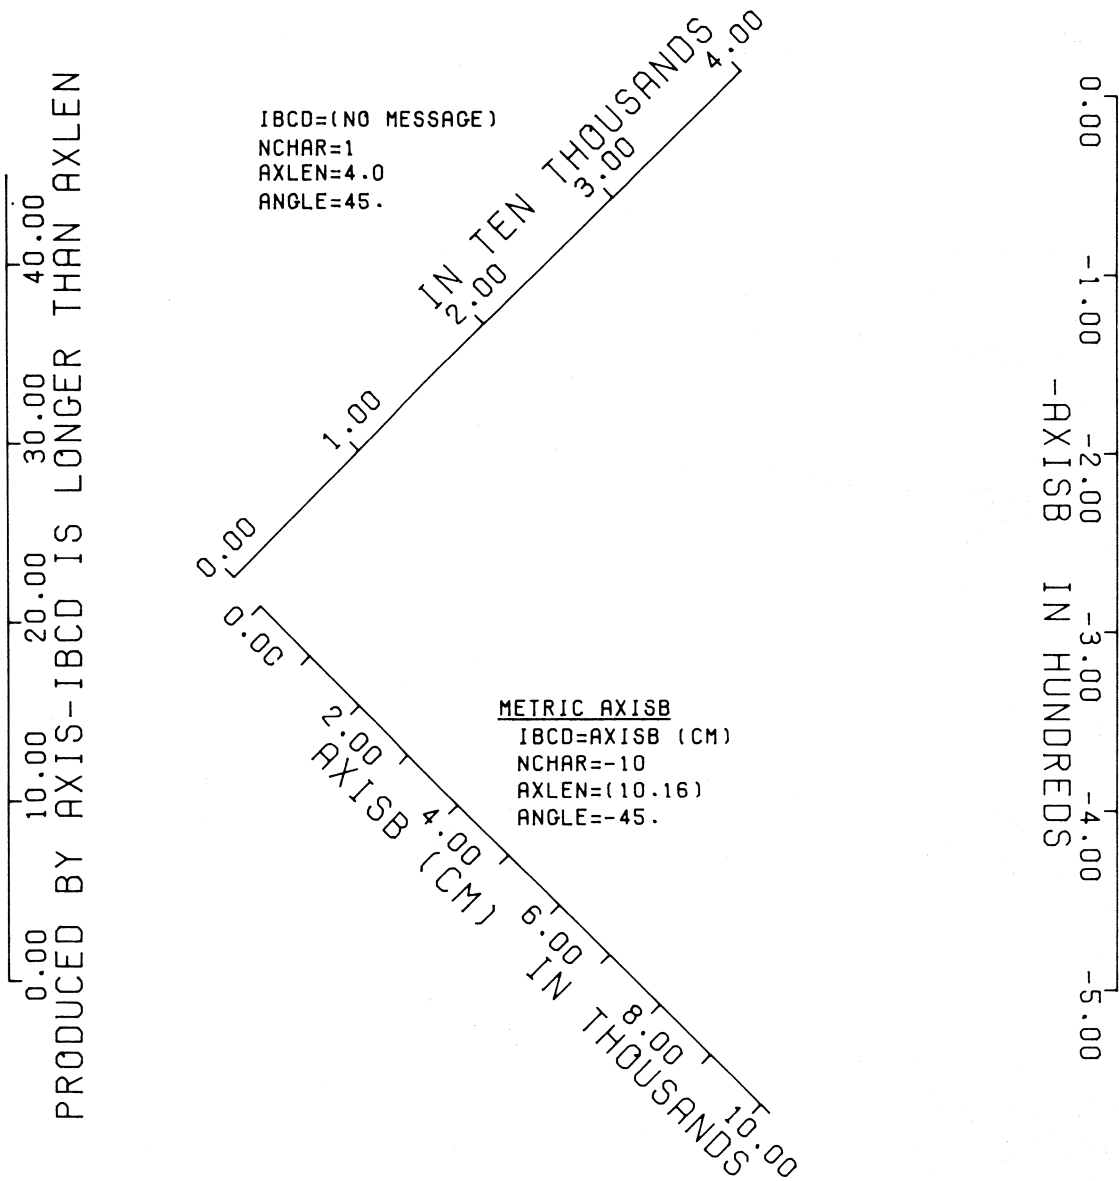 0.00 10.00 20.00 30.00 40.00
PRODUCED BY AXIS-IBCD IS LONGER THAN AXLEN
IBCD=(NO MESSAGE)
NCHAR=1
AXLEN=4.0
ANGLE=45.
IN TEN THOUSANDS
0.00 1.00 2.00 3.00 4.00
METRIC AXISB
IBCD=AXISB (CM)
NCHAR=-10
AXLEN=(10.16)
ANGLE=-45.
0.00 2.00 4.00 6.00 8.00 10.00
AXISB (CM) IN THOUSANDS
0.00 -1.00 -2.00 -3.00 -4.00 -5.00
-AXISB IN HUNDREDS